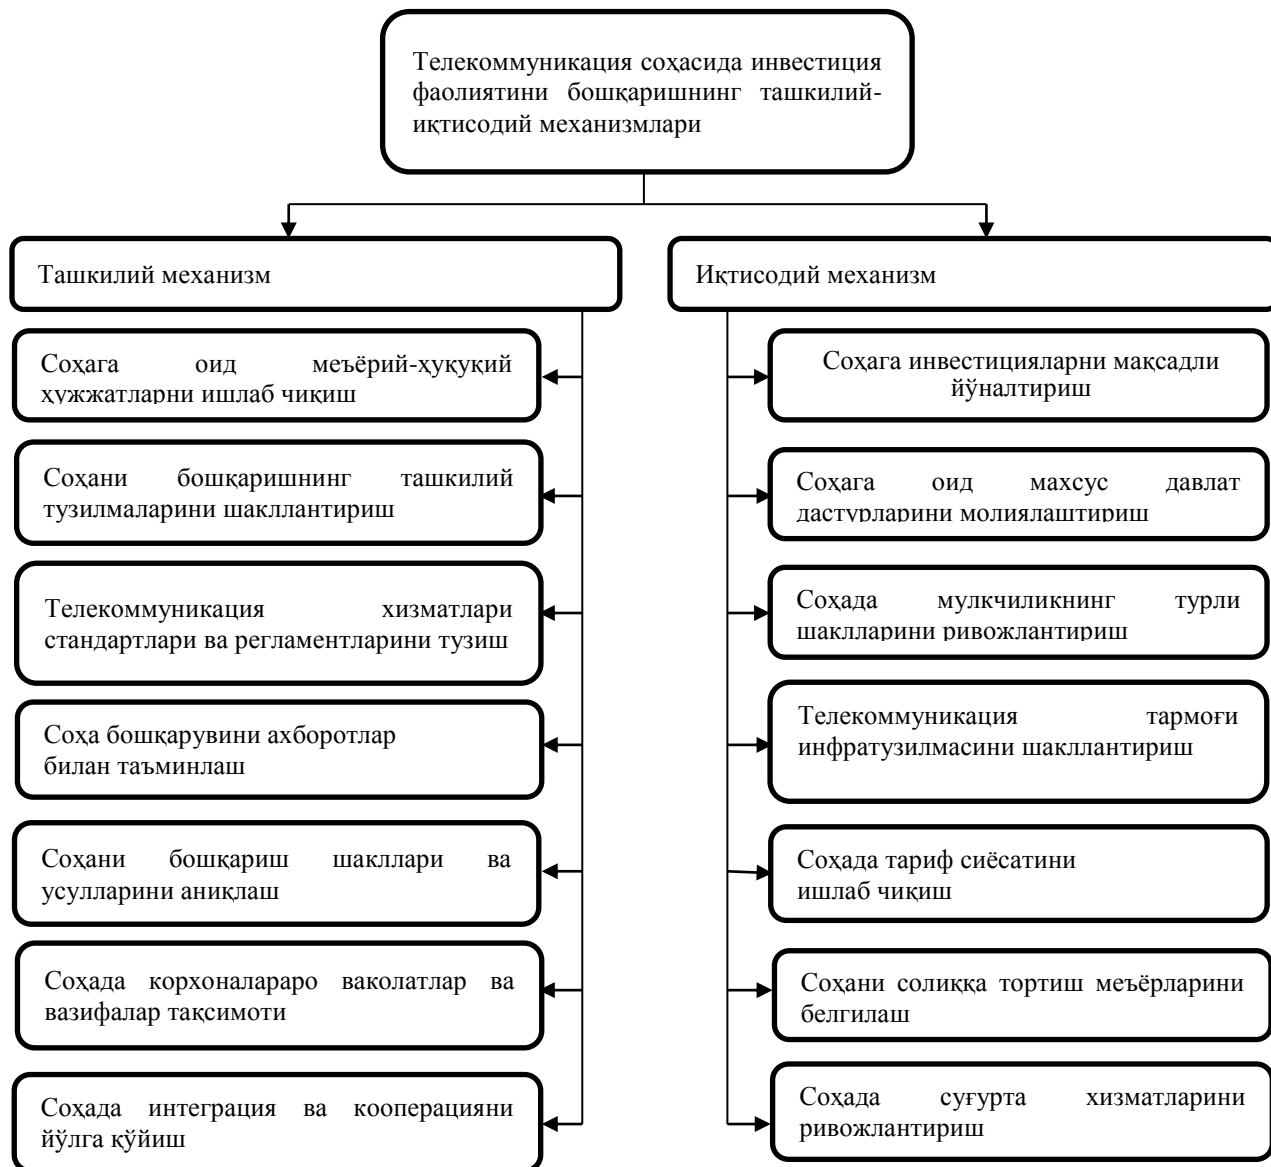 Телекоммуникация соҳасида инвестиция
фаолиятини бошқаришнинг ташкилий-
иқтисодий механизмлари
Ташкилий механизм
Соҳага оид меъёрий-ҳуқуқий
ҳужжатларни ишлаб чиқиш
Соҳани бошқаришнинг ташкилий
тузилмаларини шакллантириш
Телекоммуникация хизматлари
стандартлари ва регламентларини тузиш
Соҳа бошқарувини ахборотлар
билан таъминлаш
Соҳани бошқариш шакллари ва
усулларини аниқлаш
Соҳада корхоналараро ваколатлар ва
вазифалар тақсимоти
Соҳада интеграция ва кооперацияни
йўлга қўйиш
Иқтисодий механизм
Соҳага инвестицияларни мақсадли
йўналтириш
Соҳага оид махсус давлат
дастурларини молиялаштириш
Соҳада мулкчиликнинг турли
шаклларини ривожлантириш
Телекоммуникация тармоғи
инфратузилмасини шакллантириш
Соҳада тариф сиёсатини
ишлаб чиқиш
Соҳани солиққа тортиш меъёрларини
белгилаш
Соҳада суғурта хизматларини
ривожлантириш